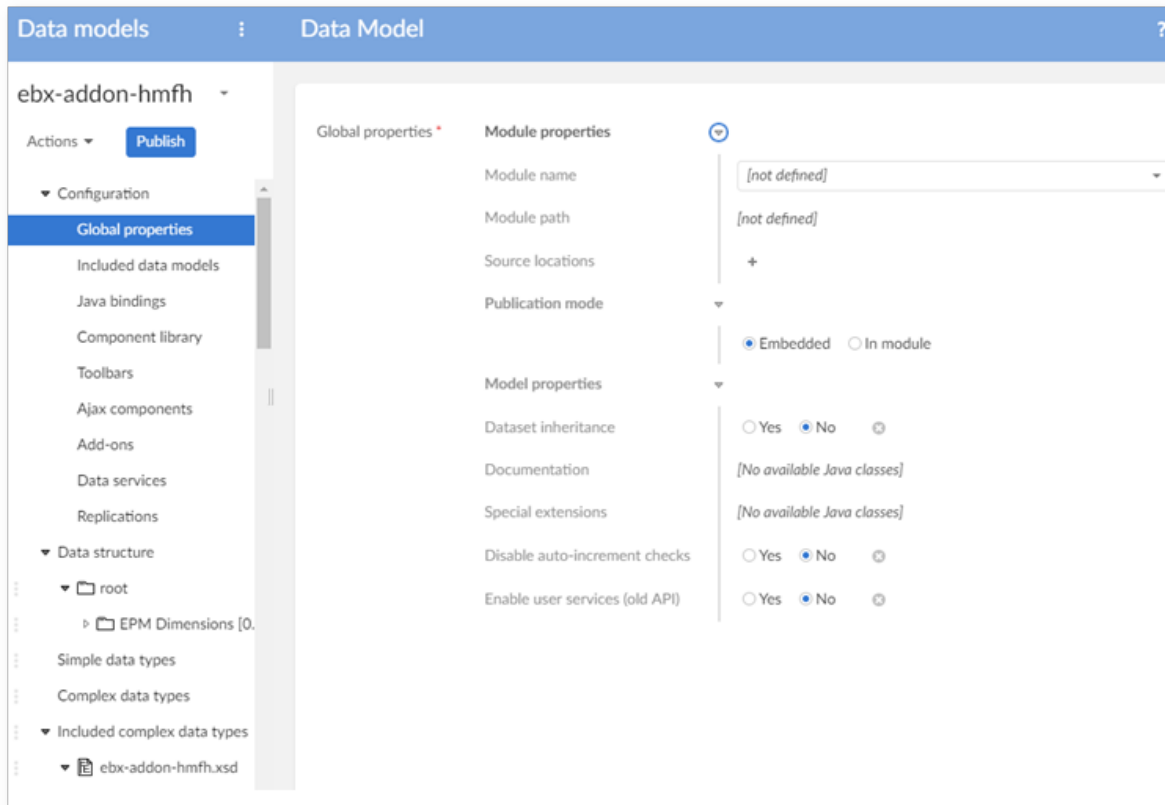 Data models
Data Model
?
ebx-addon-hmfh
Actions
Publish
Configuration
Global properties
Included data models
Java bindings
Component library
Toolbars
Ajax components
Add-ons
Data services
Replications
Data structure
root
EPM Dimensions [0.
Simple data types
Complex data types
Included complex data types
ebx-addon-hmfh.xsd
Global properties *
Module properties
Module name [not defined]
Module path [not defined]
Source locations +
Publication mode
Embedded In module
Model properties
Dataset inheritance Yes No
Documentation [No available Java classes]
Special extensions [No available Java classes]
Disable auto-increment checks Yes No
Enable user services (old API) Yes No